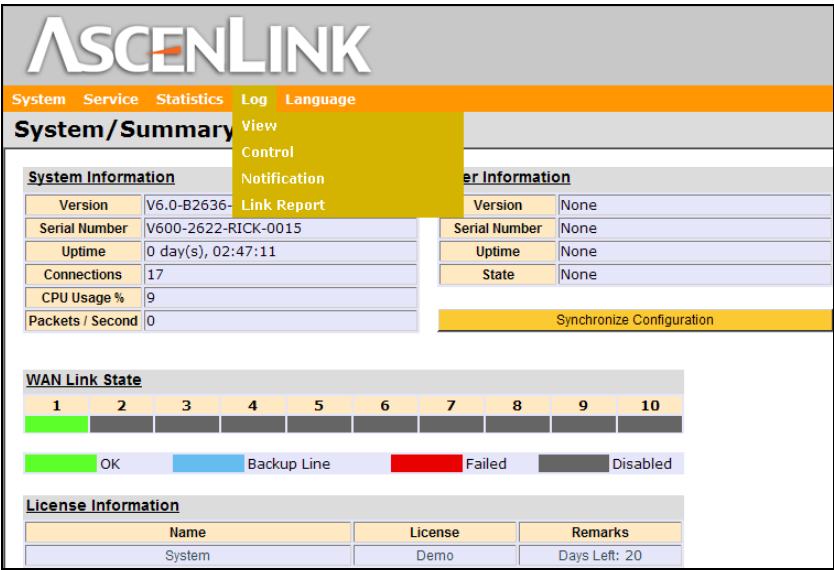 ASCENLINK
System Service Statistics Log Language
System/Summary
View
Control
Notification
Link Report
System Information
Version V6.0-B2636-
Serial Number V600-2622-RICK-0015
Uptime 0 day(s), 02:47:11
Connections 17
CPU Usage % 9
Packets / Second 0
er Information
Version None
Serial Number None
Uptime None
State None
Synchronize Configuration
WAN Link State
1 2 3 4 5 6 7 8 9 10
OK Backup Line Failed Disabled
License Information
Name License Remarks
System Demo Days Left: 20